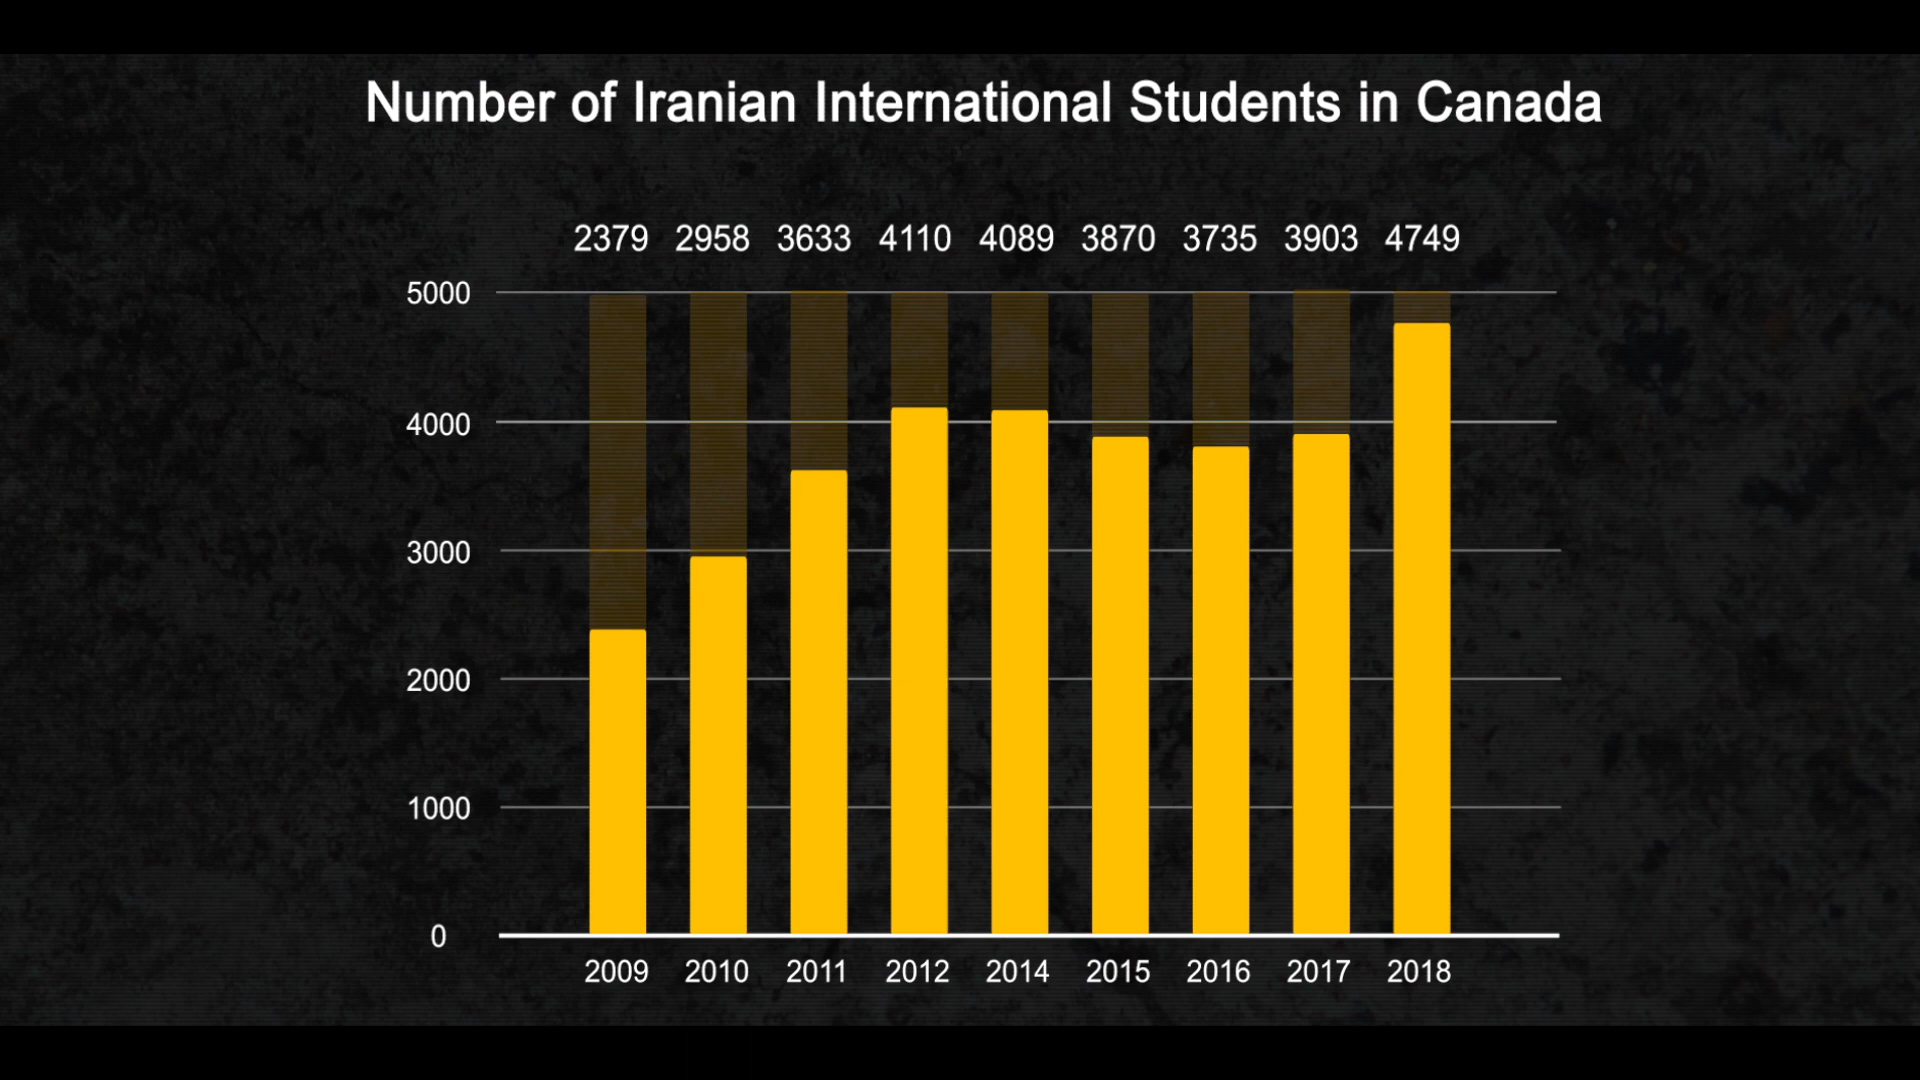 Number of Iranian International Students in Canada
2379 2958 3633 4110 4089 3870 3735 3903 4749
5000
4000
3000
2000
1000
0
2009 2010 2011 2012 2014 2015 2016 2017 2018